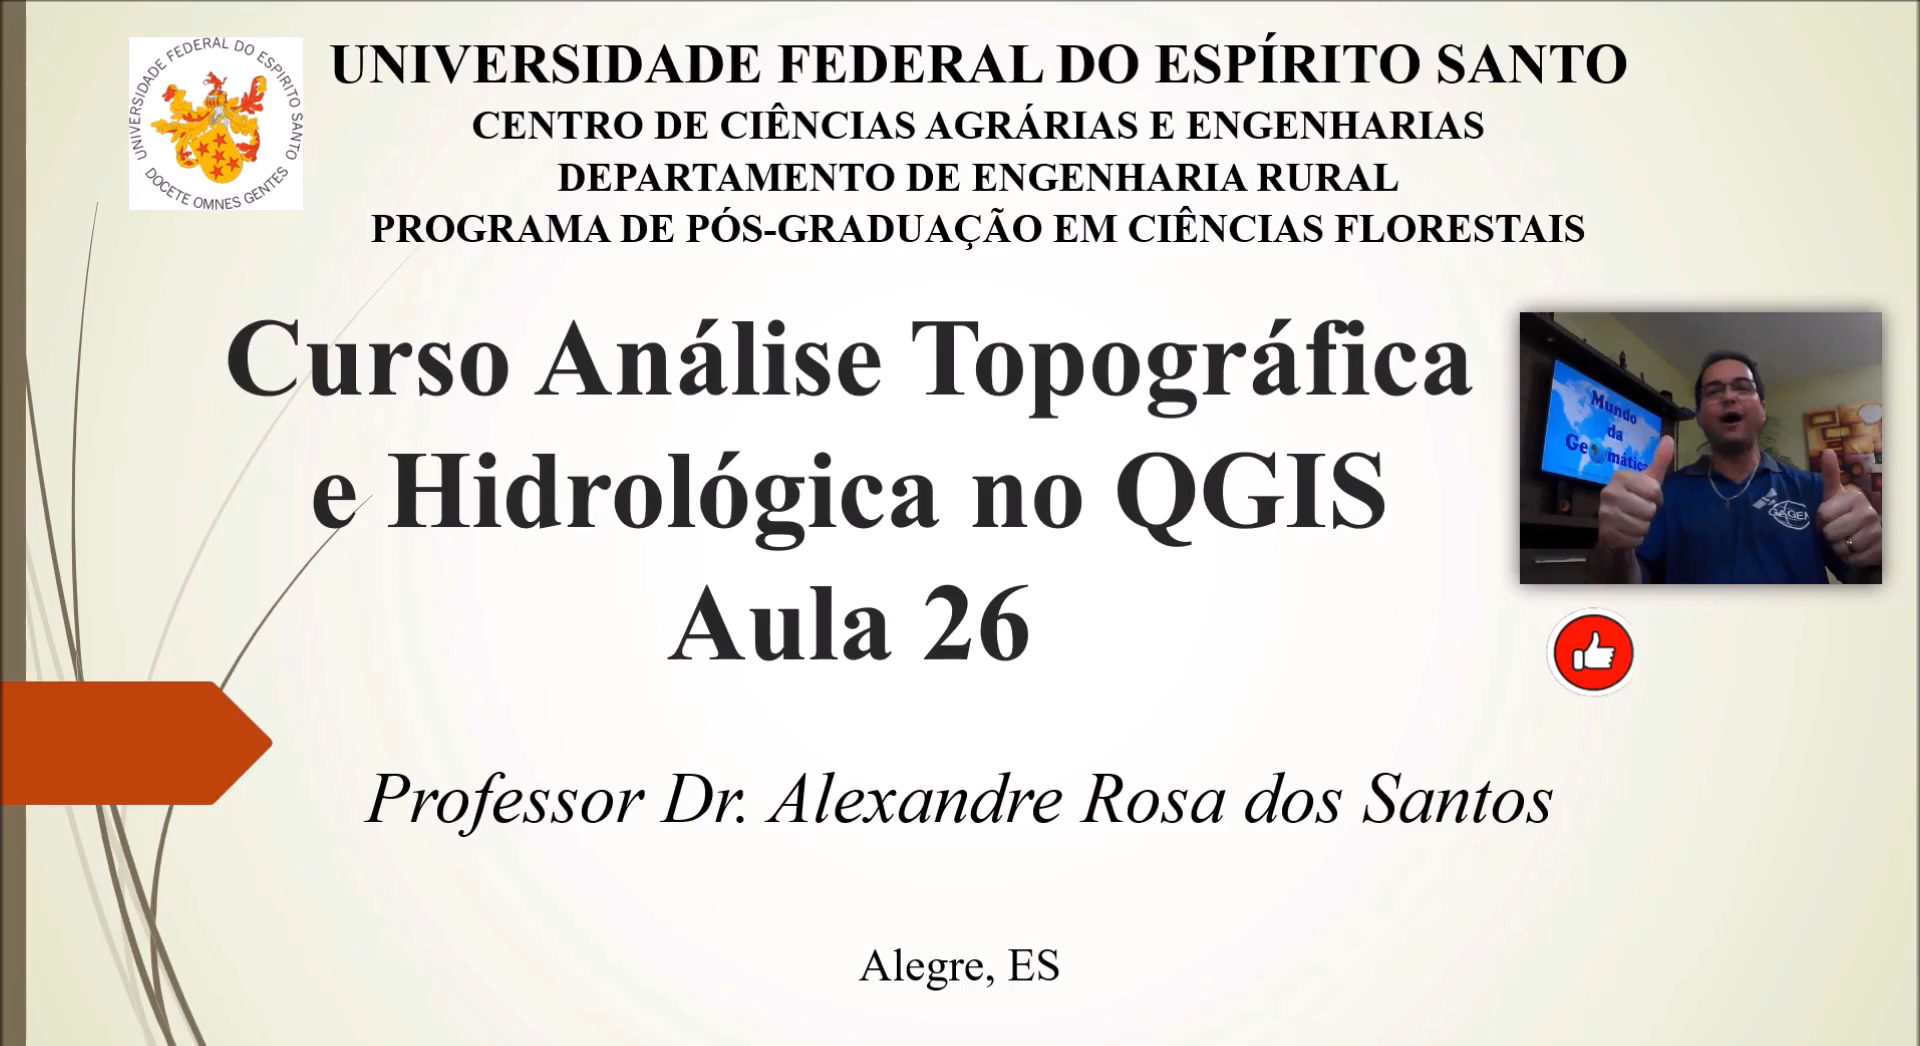 UNIVERSIDADE FEDERAL DO ESPIRITO SANTO
DOCETE OMNES GENTES
UNIVERSIDADE FEDERAL DO ESPÍRITO SANTO
CENTRO DE CIÊNCIAS AGRÁRIAS E ENGENHARIAS
DEPARTAMENTO DE ENGENHARIA RURAL
PROGRAMA DE PÓS-GRADUAÇÃO EM CIÊNCIAS FLORESTAIS
Curso Análise Topográfica
e Hidrológica no QGIS
Aula 26
Mundo
da
Geomática
GAGEN
Professor Dr. Alexandre Rosa dos Santos
Alegre, ES